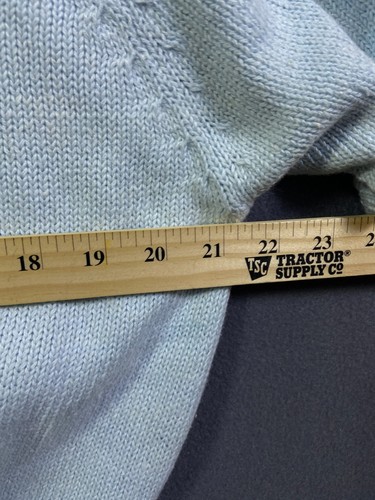 18 19 20 21 22 23
TSC TRACTOR®
SUPPLY CO